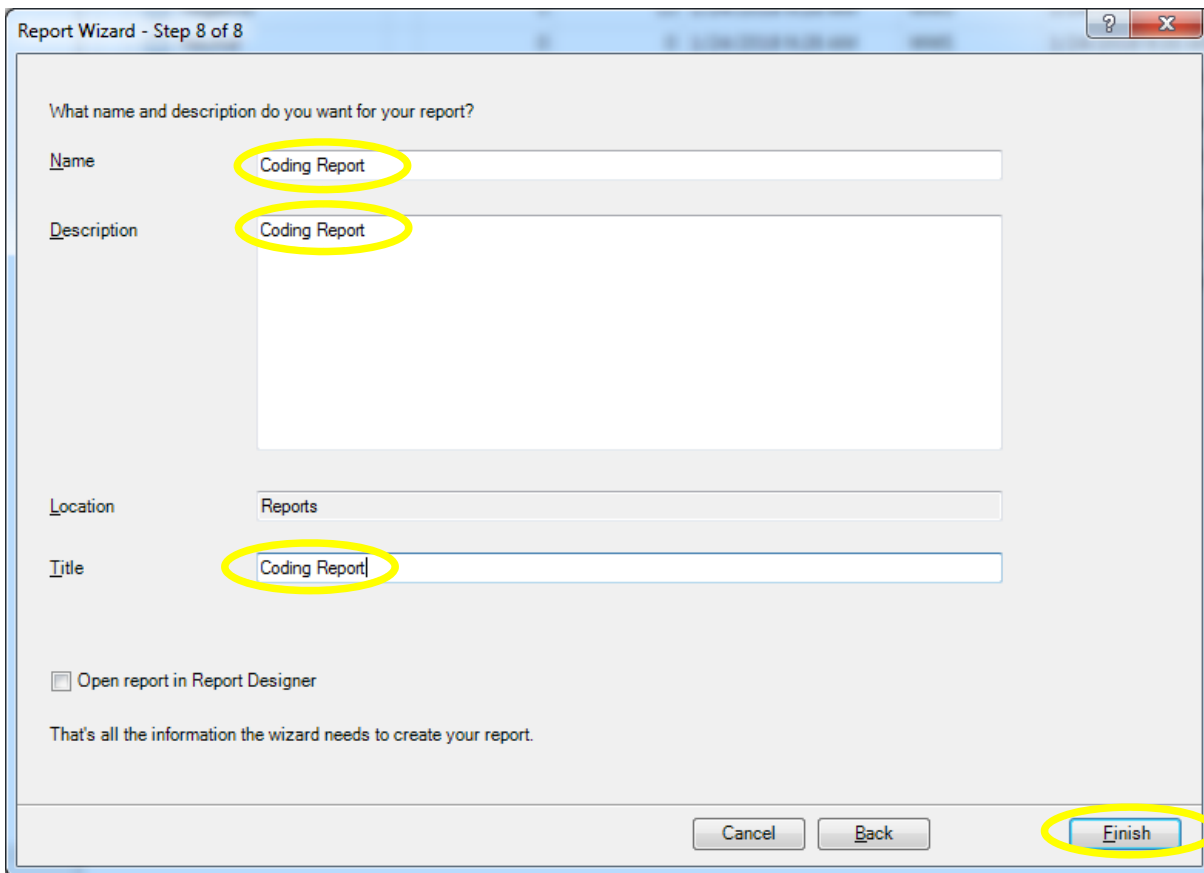 Report Wizard - Step 8 of 8
What name and description do you want for your report?
Name Coding Report
Description Coding Report
Location Reports
Title Coding Report
Open report in Report Designer
That's all the information the wizard needs to create your report.
Cancel Back Finish